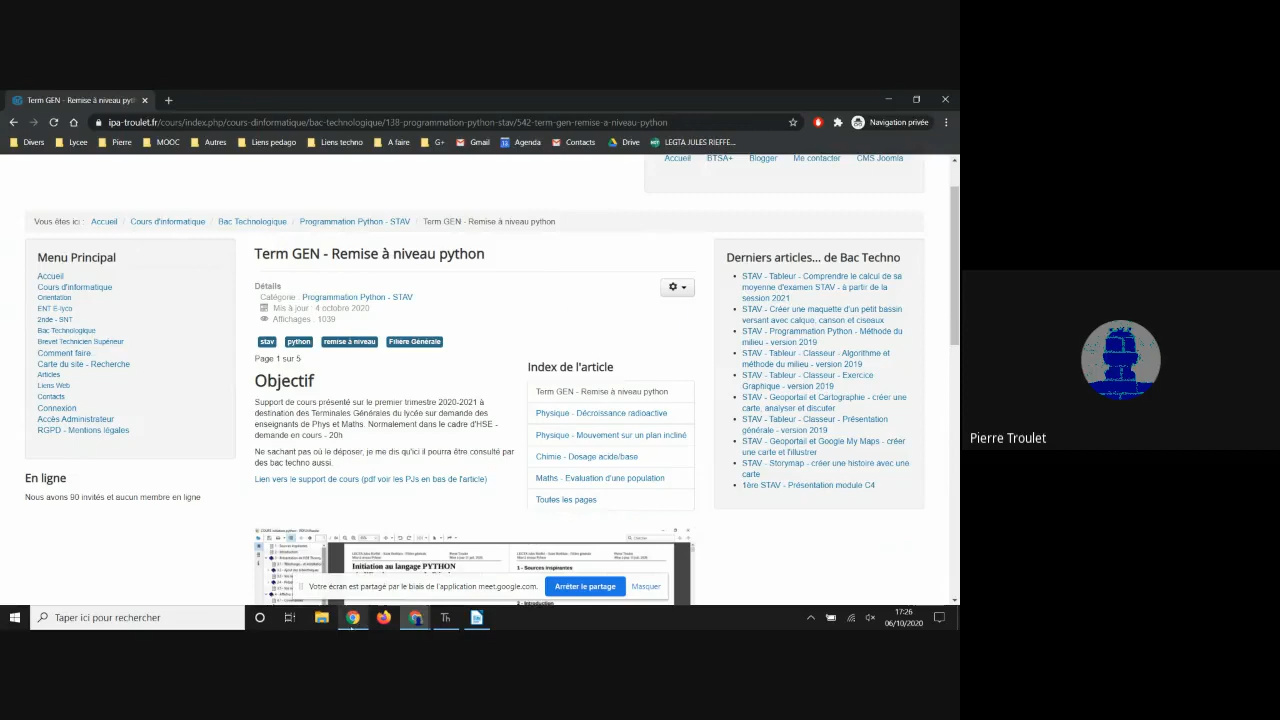 Term GEN - Remise à niveau pyth
ipa-troulet.fr/cours/index.php/cours-dinformatique/bac-technologique/138-programmation-python-stav/542-term-gen-remise-a-niveau-python
Navigation privée
Divers Lycee Pierre MOOC Autres Liens pedago Liens techno A faire G+ Gmail Agenda Contacts Drive LEGTA JULES RIEFFE...
Accueil BTSA+ Blogger Me contacter CMS Joomla
Vous êtes ici : Accueil / Cours d'informatique / Bac Technologique / Programmation Python - STAV / Term GEN - Remise à niveau python
Menu Principal
Accueil
Cours d'informatique
Orientation
ENT E-lyco
2nde - SNT
Bac Technologique
Brevet Technicien Supérieur
Comment faire
Carte du site - Recherche
Articles
Liens Web
Contacts
Connexion
Accès Administrateur
RGPD - Mentions légales
En ligne
Nous avons 90 invités et aucun membre en ligne
Term GEN - Remise à niveau python
Détails
Catégorie : Programmation Python - STAV
Mis à jour : 4 octobre 2020
Affichages : 1039
stav python remise à niveau Filière Générale
Page 1 sur 5
Objectif
Support de cours présenté sur le premier trimestre 2020-2021 à
destination des Terminales Générales du lycée sur demande des
enseignants de Phys et Maths. Normalement dans le cadre d'HSE -
demande en cours - 20h
Ne sachant pas où le déposer, je me dis qu'ici il pourra être consulté par
des bac techno aussi.
Lien vers le support de cours (pdf voir les PJs en bas de l'article)
Index de l'article
Term GEN - Remise à niveau python
Physique - Décroissance radioactive
Physique - Mouvement sur un plan incliné
Chimie - Dosage acide/base
Maths - Evaluation d'une population
Toutes les pages
Initiation au langage PYTHON
1 - Sources inspirantes
2 - Introduction
Derniers articles... de Bac Techno
STAV - Tableur - Comprendre le calcul de sa
moyenne d'examen STAV - à partir de la
session 2021
STAV - Créer une maquette d'un petit bassin
versant avec calque, canson et ciseaux
STAV - Programmation Python - Méthode du
milieu - version 2019
STAV - Tableur - Classeur - Algorithme et
méthode du milieu - version 2019
STAV - Tableur - Classeur - Exercice
Graphique - version 2019
STAV - Geoportail et Cartographie - créer une
carte, analyser et discuter
STAV - Tableur - Classeur - Présentation
générale - version 2019
STAV - Geoportail et Google My Maps - créer
une carte et l'illustrer
STAV - Storymap - créer une histoire avec une
carte
1ère STAV - Présentation module C4
Votre écran est partagé par le biais de l'application meet.google.com.
Arrêter le partage
Masquer
Taper ici pour rechercher
Th
17:26
06/10/2020
Pierre Troulet